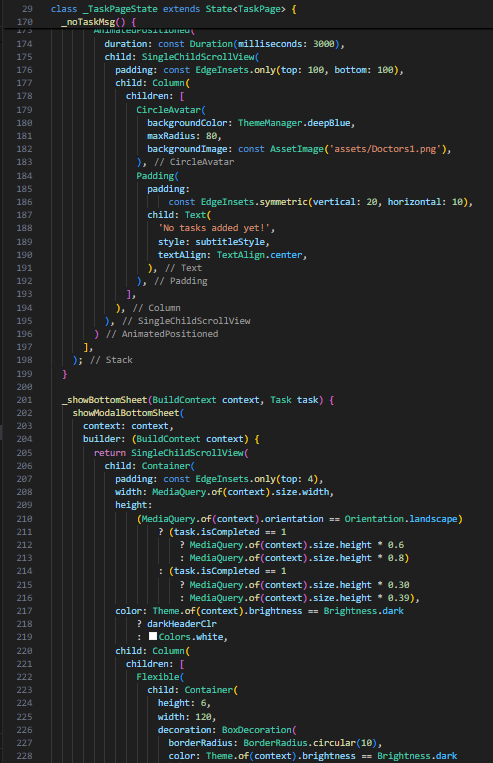 29 class _TaskPageState extends State<TaskPage> {
170 _noTaskMsg() {
173 AnimatedPositioned(
174 duration: const Duration(milliseconds: 3000),
175 child: SingleChildScrollView(
176 padding: const EdgeInsets.only(top: 100, bottom: 100),
177 child: Column(
178 children: [
179 CircleAvatar(
180 backgroundColor: ThemeManager.deepBlue,
181 maxRadius: 80,
182 backgroundImage: const AssetImage('assets/Doctors1.png'),
183 ), // CircleAvatar
184 Padding(
185 padding:
186 const EdgeInsets.symmetric(vertical: 20, horizontal: 10),
187 child: Text(
188 'No tasks added yet!',
189 style: subtitleStyle,
190 textAlign: TextAlign.center,
191 ), // Text
192 ), // Padding
193 ],
194 ), // Column
195 ), // SingleChildScrollView
196 ) // AnimatedPositioned
197 ],
198 ); // Stack
199 }
200
201 _showBottomSheet(BuildContext context, Task task) {
202 showModalBottomSheet(
203 context: context,
204 builder: (BuildContext context) {
205 return SingleChildScrollView(
206 child: Container(
207 padding: const EdgeInsets.only(top: 4),
208 width: MediaQuery.of(context).size.width,
209 height:
210 (MediaQuery.of(context).orientation == Orientation.landscape)
211 ? (task.isCompleted == 1
212 ? MediaQuery.of(context).size.height * 0.6
213 : MediaQuery.of(context).size.height * 0.8)
214 : (task.isCompleted == 1
215 ? MediaQuery.of(context).size.height * 0.30
216 : MediaQuery.of(context).size.height * 0.39),
217 color: Theme.of(context).brightness == Brightness.dark
218 ? darkHeaderClr
219 : Colors.white,
220 child: Column(
221 children: [
222 Flexible(
223 child: Container(
224 height: 6,
225 width: 120,
226 decoration: BoxDecoration(
227 borderRadius: BorderRadius.circular(10),
228 color: Theme.of(context).brightness == Brightness.dark